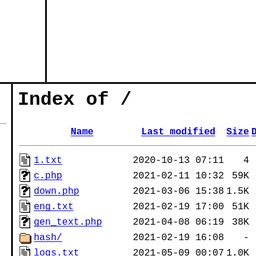 Index of /
Name Last modified Size D
1.txt 2020-10-13 07:11 4
c.php 2021-02-11 10:32 59K
down.php 2021-03-06 15:38 1.5K
eng.txt 2021-02-19 17:00 51K
gen_text.php 2021-04-08 06:19 38K
hash/ 2021-02-19 16:08 -
logs.txt 2021-05-09 00:07 1.0K